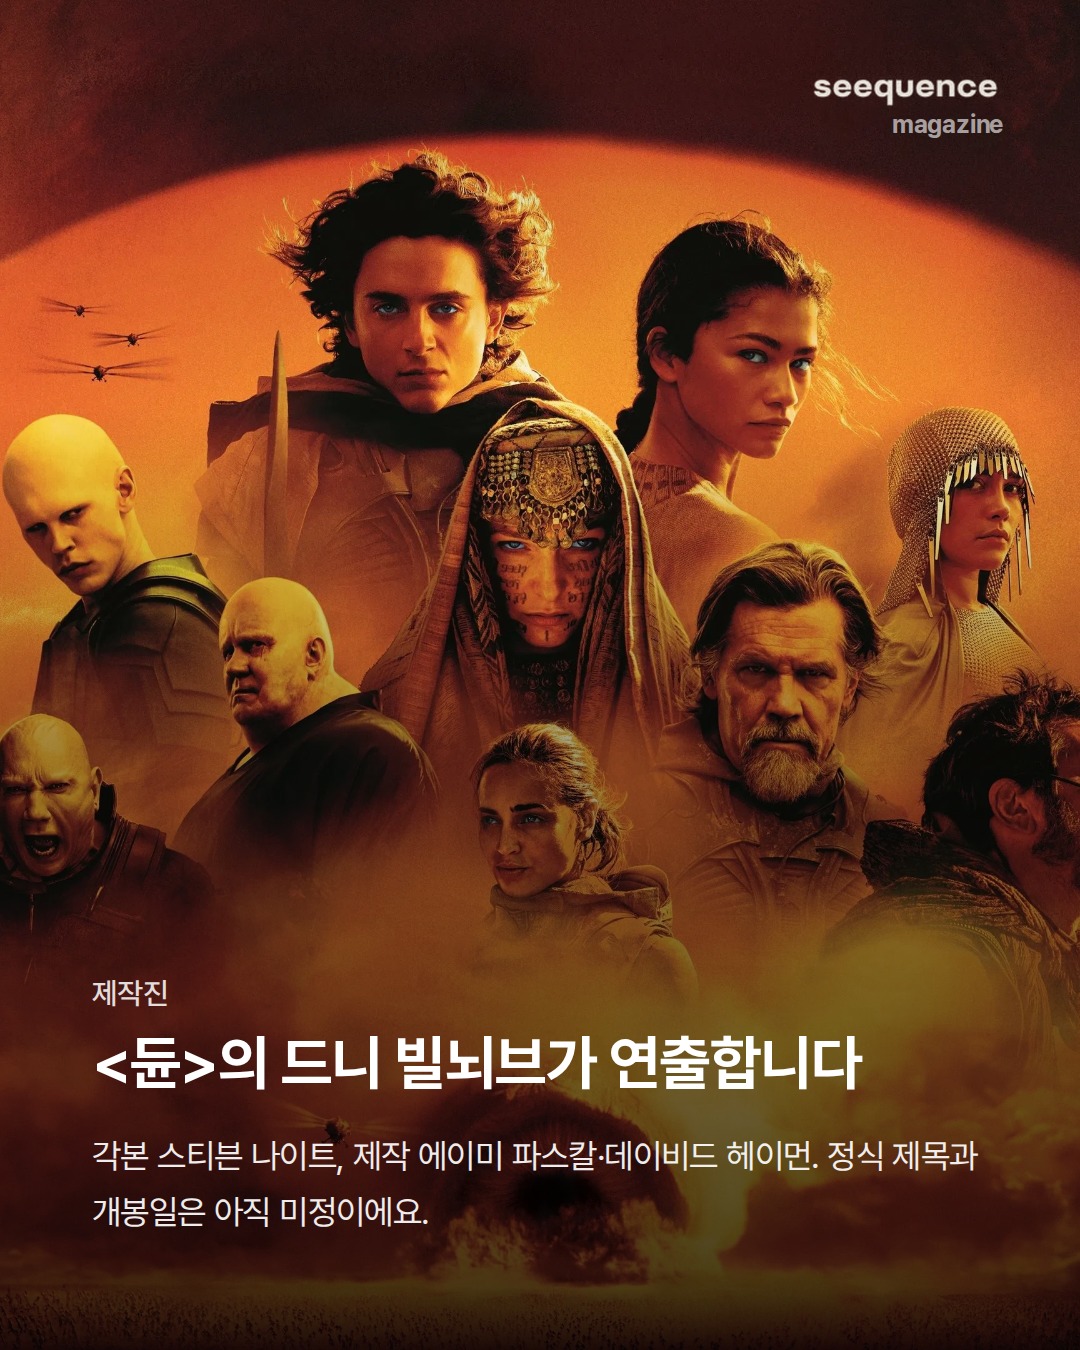 seequence
magazine
제작진
<듄>의 드니 빌뇌브가 연출합니다
각본 스티븐 나이트, 제작 에이미 파스칼·데이비드 헤이먼. 정식 제목과
개봉일은 아직 미정이에요.